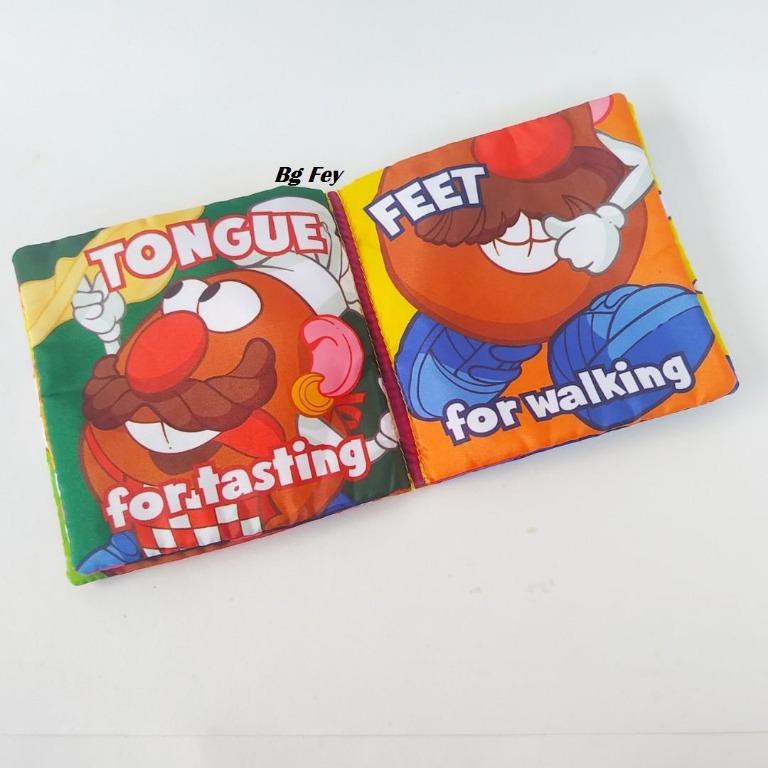 Bg Fey
TONGUE
for tasting
FEET
for walking